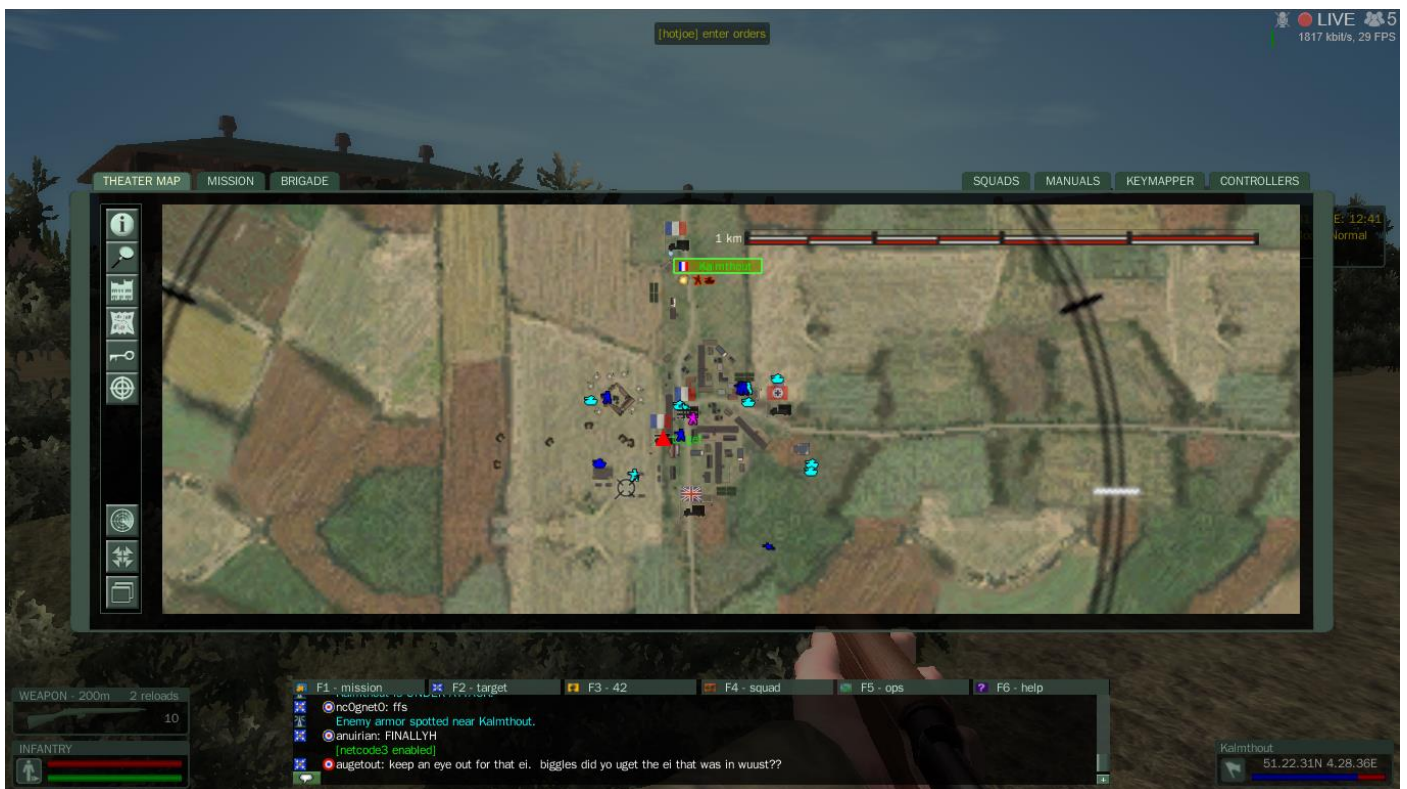 LIVE 5
[hotjoe] enter orders
1817 kbit/s, 29 FPS
THEATER MAP MISSION BRIGADE SQUADS MANUALS KEYMAPPER CONTROLLERS
E: 12:41
1 km
Normal
Kalmthout
WEAPON - 200m 2 reloads
10
INFANTRY
F1 - mission F2 - target F3 - 42 F4 - squad F5 - ops F6 - help
Kalmthout is UNDER ATTACK.
nc0gnet0: ffs
Enemy armor spotted near Kalmthout.
anuirian: FINALLYH
[netcode3 enabled]
augetout: keep an eye out for that ei. biggles did yo uget the ei that was in wuust??
Kalmthout
51.22.31N 4.28.36E